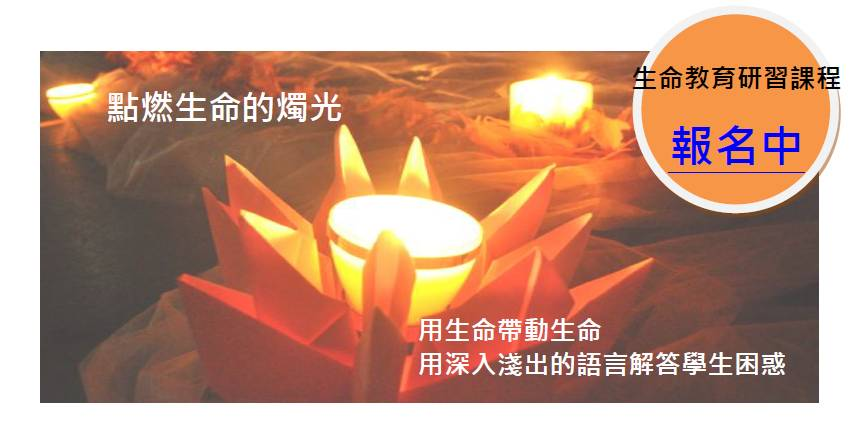 生命教育研習課程
報名中
點燃生命的燭光
用生命帶動生命
用深入淺出的語言解答學生困惑